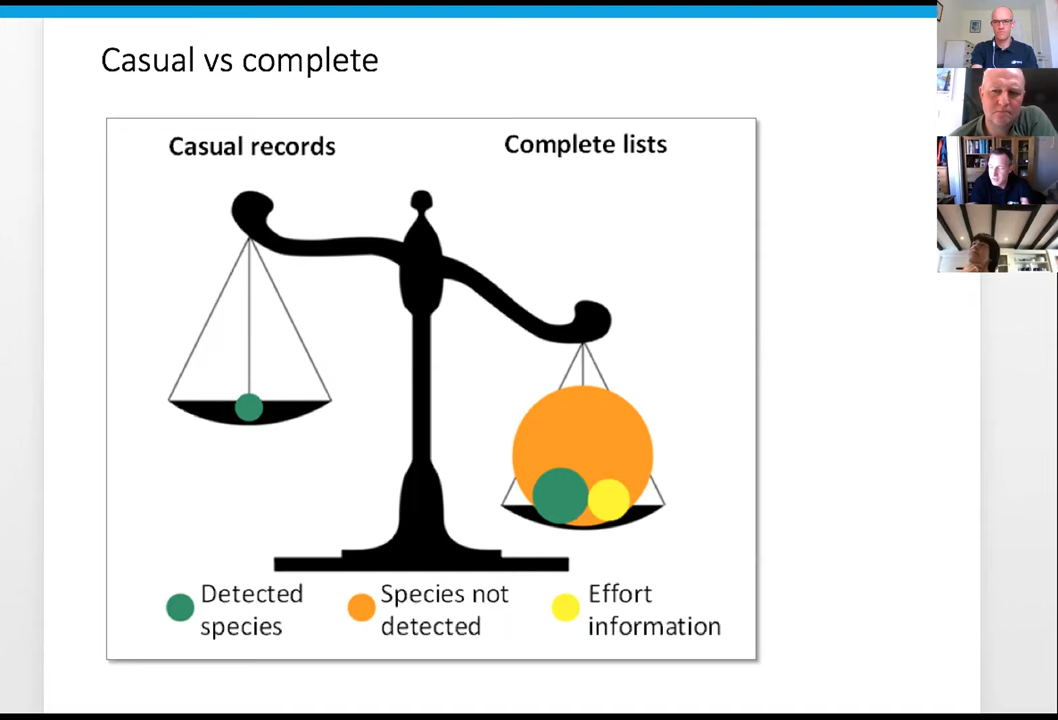 Casual vs complete
Casual records
Complete lists
Detected
species
Species not
detected
Effort
information